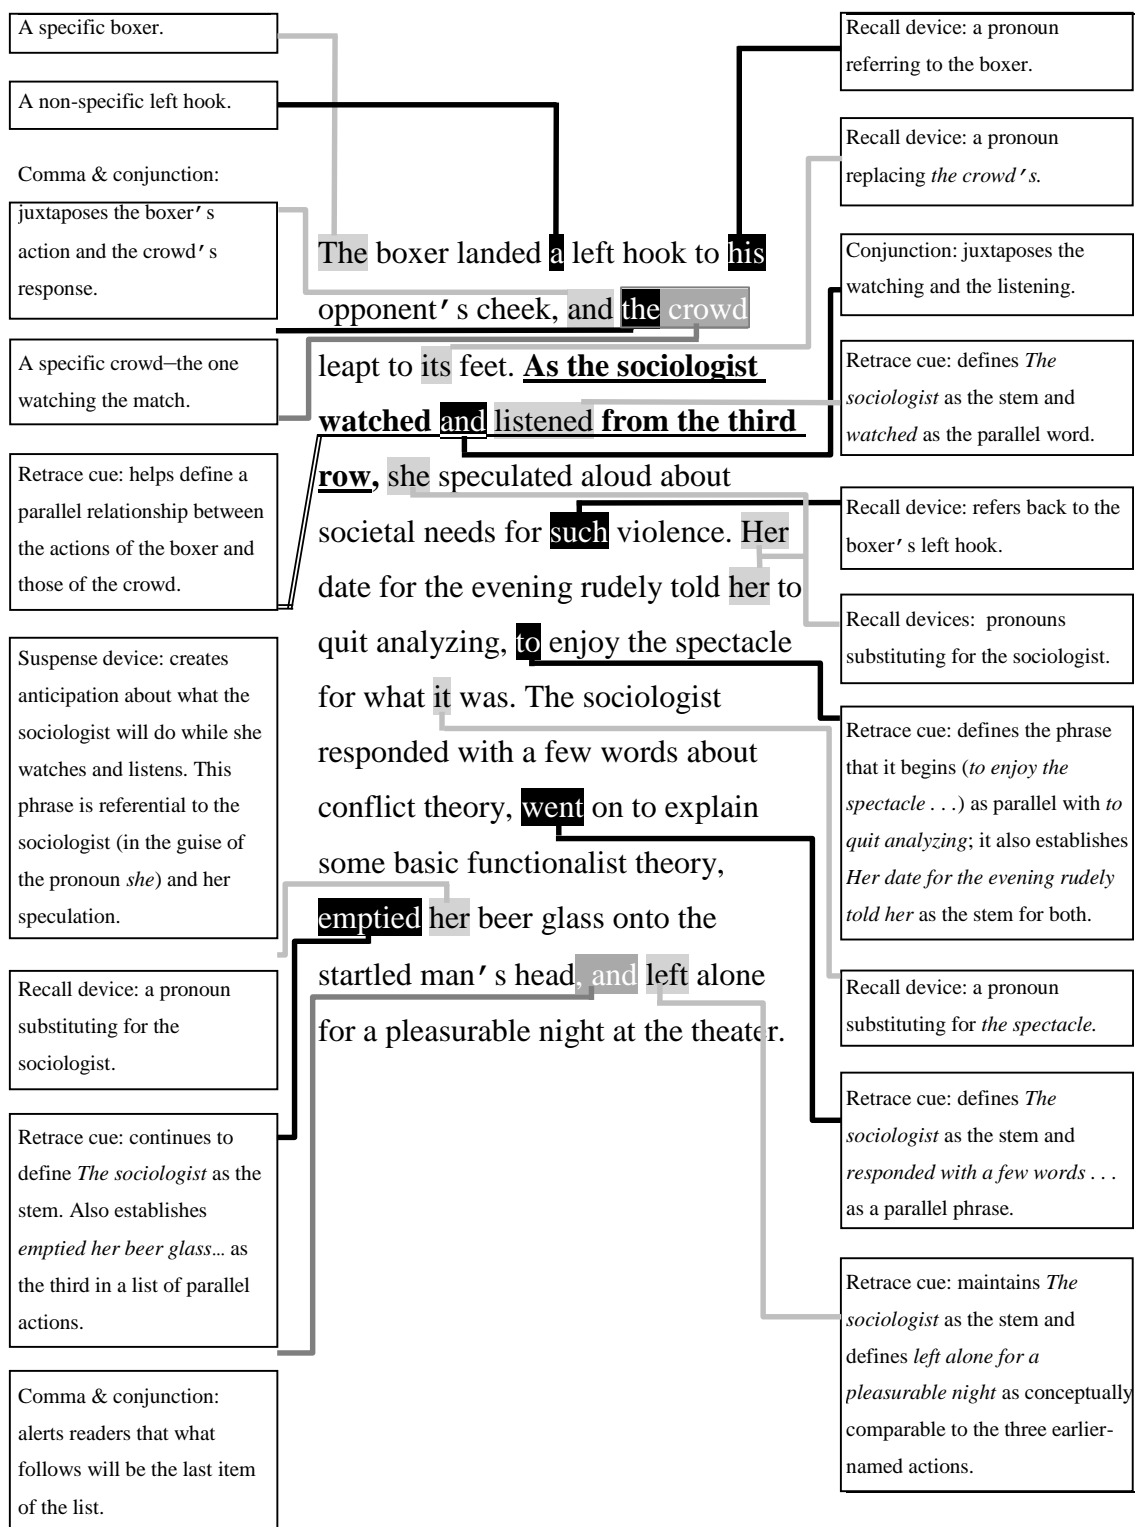 A specific boxer.
A non-specific left hook.
Comma & conjunction:
juxtaposes the boxer's
action and the crowd's
response.
A specific crowd–the one
watching the match.
Retrace cue: helps define a
parallel relationship between
the actions of the boxer and
those of the crowd.
Suspense device: creates
anticipation about what the
sociologist will do while she
watches and listens. This
phrase is referential to the
sociologist (in the guise of
the pronoun she) and her
speculation.
Recall device: a pronoun
substituting for the
sociologist.
Retrace cue: continues to
define The sociologist as the
stem. Also establishes
emptied her beer glass... as
the third in a list of parallel
actions.
Comma & conjunction:
alerts readers that what
follows will be the last item
of the list.
The boxer landed a left hook to his
opponent's cheek, and the crowd
leapt to its feet. As the sociologist
watched and listened from the third
row, she speculated aloud about
societal needs for such violence. Her
date for the evening rudely told her to
quit analyzing, to enjoy the spectacle
for what it was. The sociologist
responded with a few words about
conflict theory, went on to explain
some basic functionalist theory,
emptied her beer glass onto the
startled man's head, and left alone
for a pleasurable night at the theater.
Recall device: a pronoun
referring to the boxer.
Recall device: a pronoun
replacing the crowd's.
Conjunction: juxtaposes the
watching and the listening.
Retrace cue: defines The
sociologist as the stem and
watched as the parallel word.
Recall device: refers back to the
boxer's left hook.
Recall devices: pronouns
substituting for the sociologist.
Retrace cue: defines the phrase
that it begins (to enjoy the
spectacle . . .) as parallel with to
quit analyzing; it also establishes
Her date for the evening rudely
told her as the stem for both.
Recall device: a pronoun
substituting for the spectacle.
Retrace cue: defines The
sociologist as the stem and
responded with a few words . . .
as a parallel phrase.
Retrace cue: maintains The
sociologist as the stem and
defines left alone for a
pleasurable night as conceptually
comparable to the three earlier-
named actions.